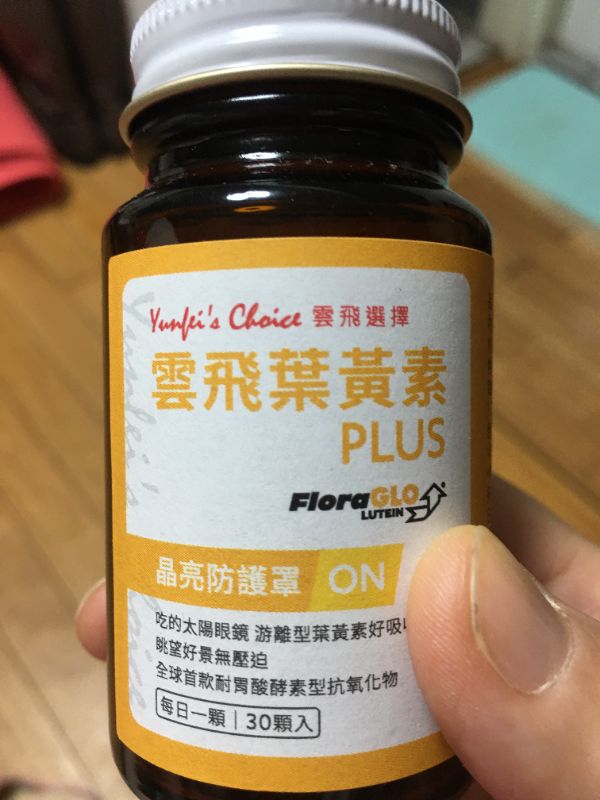 Yunfei's Choice 雲飛選擇
雲飛葉黃素
PLUS
FloraGLO
LUTEIN
晶亮防護罩 ON
吃的太陽眼鏡 游離型葉黃素好吸
眺望好景無壓迫
全球首款耐胃酸酵素型抗氧化物
每日一顆|30顆入